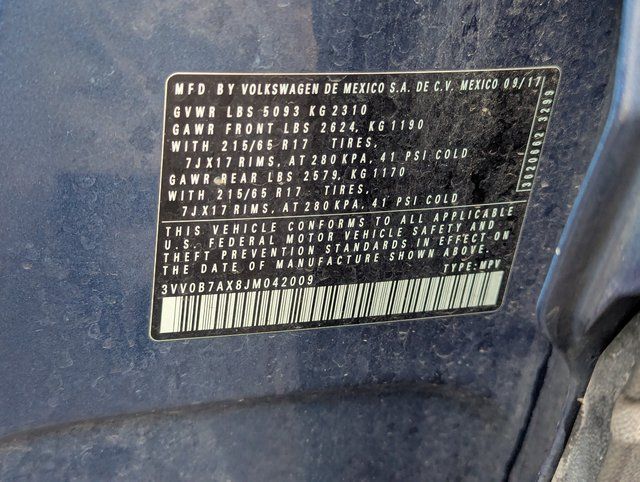 MFD. BY VOLKSWAGEN DE MEXICO S.A. DE C.V. MEXICO 09/17
GVWR LBS 5093 KG 2310
GAWR FRONT LBS 2624, KG 1190
WITH 215/65 R17 TIRES,
7JX17 RIMS, AT 280 KPA, 41 PSI COLD
GAWR REAR LBS 2579, KG 1170
WITH 215/65 R17 TIRES,
7JX17 RIMS, AT 280KPA, 41 PSI COLD
THIS VEHICLE CONFORMS TO ALL APPLICABLE
U.S. FEDERAL MOTOR VEHICLE SAFETY AND
THEFT PREVENTION STANDARDS IN EFFECT ON
THE DATE OF MANUFACTURE SHOWN ABOVE.
3VV0B7AX8JM042009 TYPE: MPV